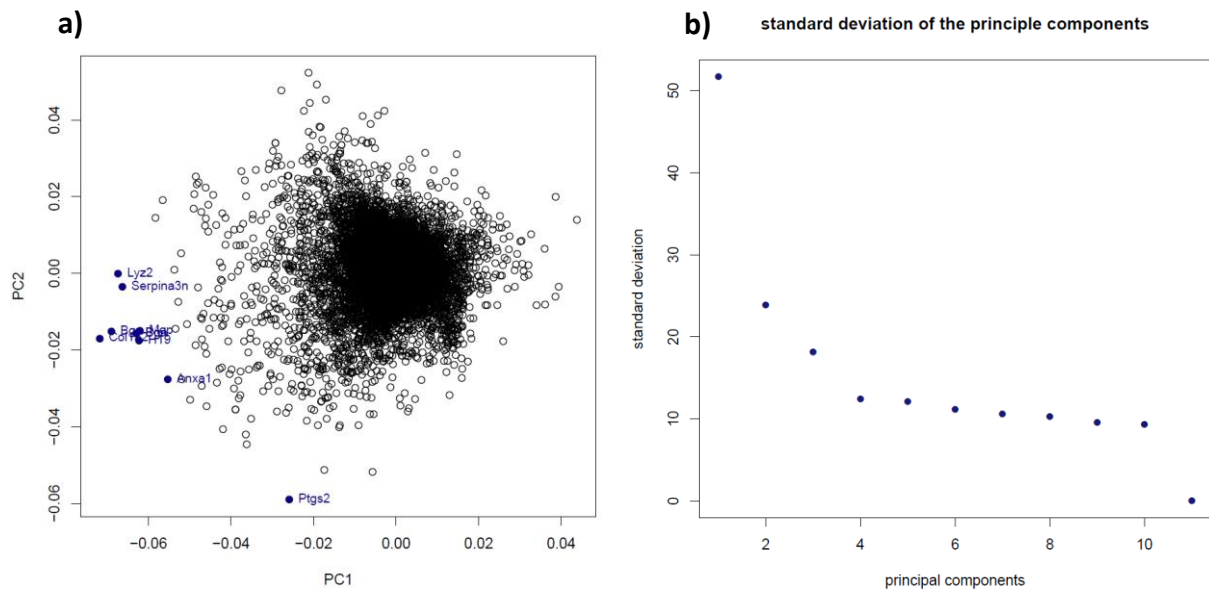 a)
0.04
0.02
0.00
−0.02
−0.04
−0.06
PC2
Lyz2
Serpina3n
Mgp
H19
Anxa1
Ptgs2
−0.06
−0.04
−0.02
0.00
0.02
0.04
PC1
b)
standard deviation of the principle components
50
40
30
20
10
0
standard deviation
2
4
6
8
10
principal components